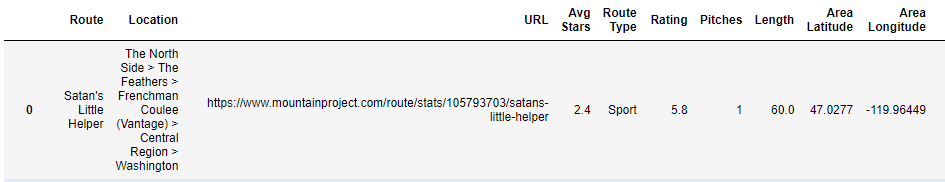 Route Location URL Avg Stars Route Type Rating Pitches Length Area Latitude Area Longitude
0 Satan's Little Helper The North Side > The Feathers > Frenchman Coulee (Vantage) > Central Region > Washington https://www.mountainproject.com/route/stats/105793703/satans-little-helper 2.4 Sport 5.8 1 60.0 47.0277 -119.96449